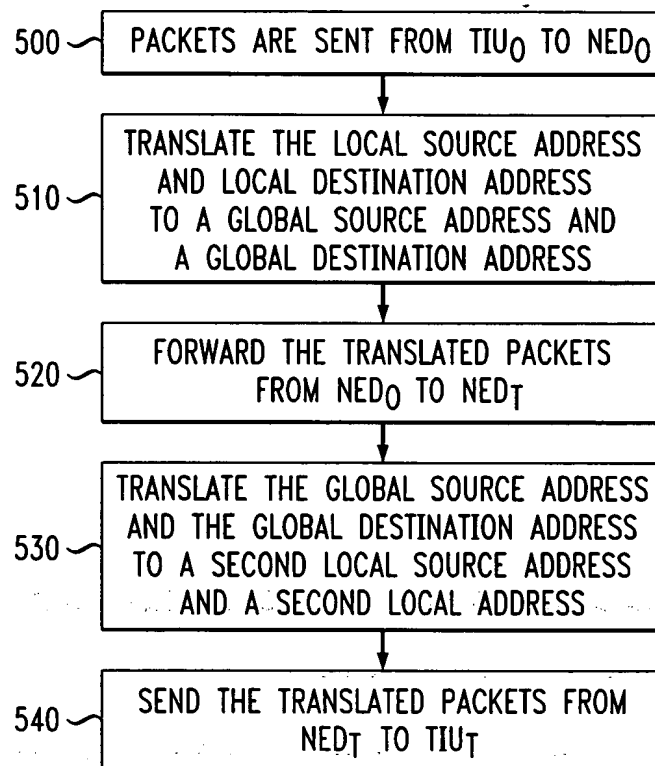 500 PACKETS ARE SENT FROM TIU₀ TO NED₀
510 TRANSLATE THE LOCAL SOURCE ADDRESS
AND LOCAL DESTINATION ADDRESS
TO A GLOBAL SOURCE ADDRESS AND
A GLOBAL DESTINATION ADDRESS
520 FORWARD THE TRANSLATED PACKETS
FROM NED₀ TO NEDT
530 TRANSLATE THE GLOBAL SOURCE ADDRESS
AND THE GLOBAL DESTINATION ADDRESS
TO A SECOND LOCAL SOURCE ADDRESS
AND A SECOND LOCAL ADDRESS
540 SEND THE TRANSLATED PACKETS FROM
NEDT TO TIUT